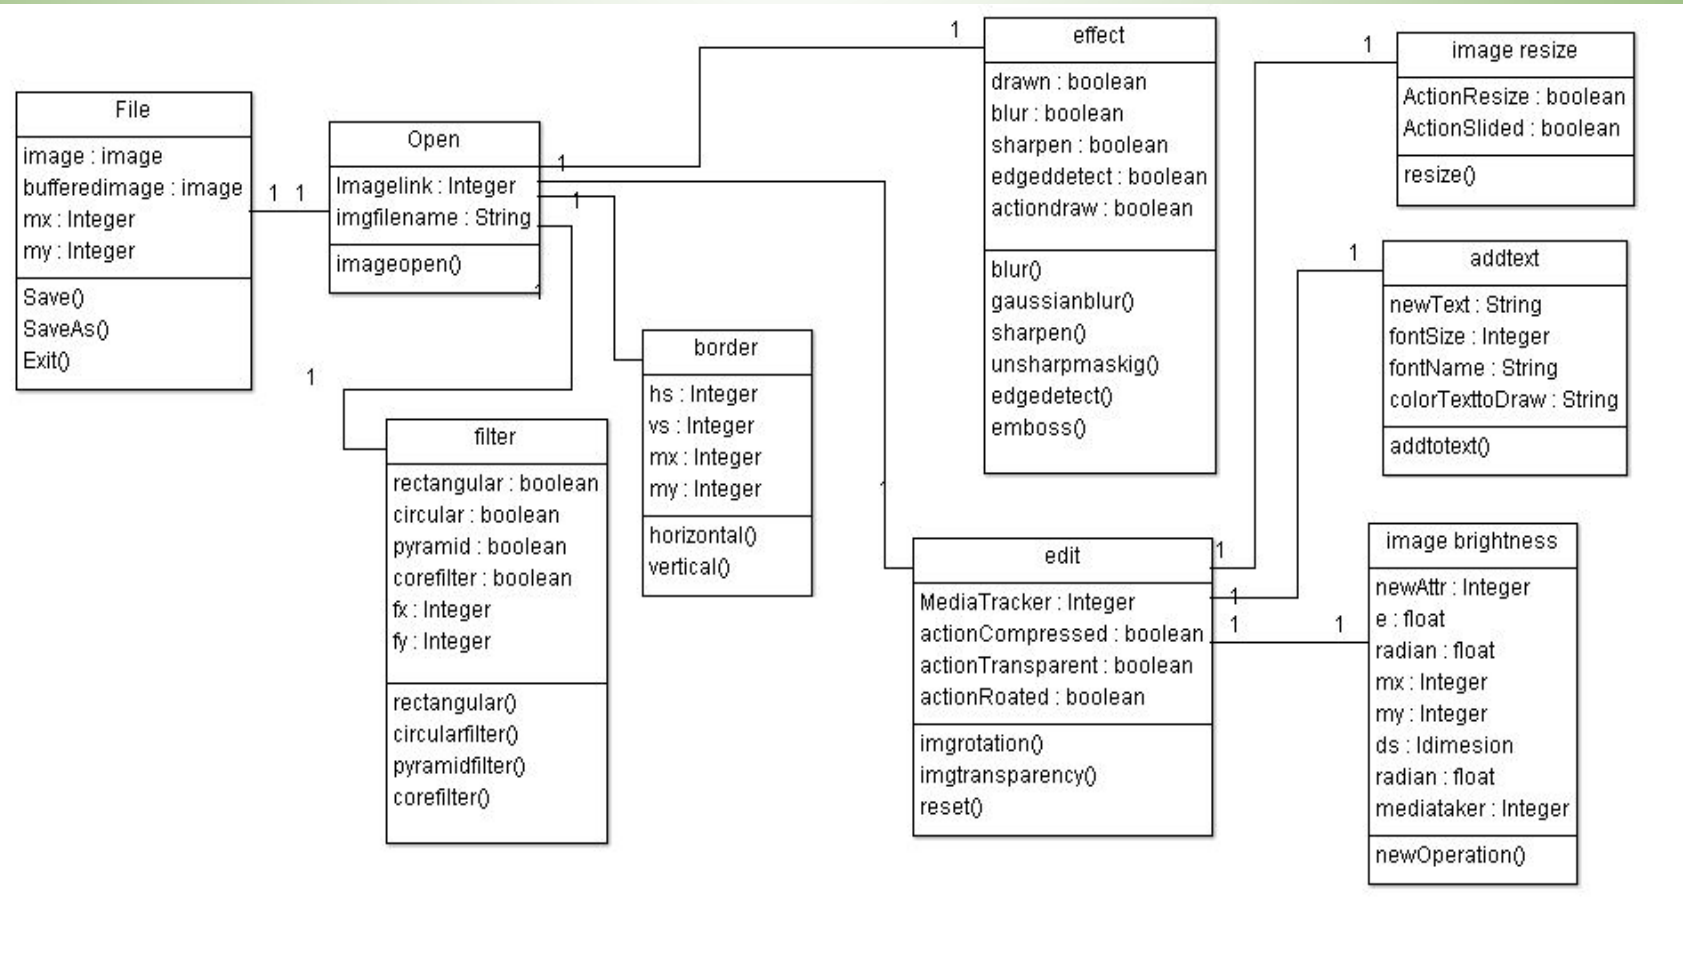 File
image : image
bufferedimage : image
mx : Integer
my : Integer
Save()
SaveAs()
Exit()
1 1
Open
Imagelink : Integer
imgfilename : String
imageopen()
1
1
1
1
filter
rectangular : boolean
circular : boolean
pyramid : boolean
corefilter : boolean
fx : Integer
fy : Integer
rectangular()
circularfilter()
pyramidfilter()
corefilter()
border
hs : Integer
vs : Integer
mx : Integer
my : Integer
horizontal()
vertical()
1
effect
drawn : boolean
blur : boolean
sharpen : boolean
edgeddetect : boolean
actiondraw : boolean
blur()
gaussianblur()
sharpen()
unsharpmaskig()
edgedetect()
emboss()
1
edit
MediaTracker : Integer
actionCompressed : boolean
actionTransparent : boolean
actionRoated : boolean
imgrotation()
imgtransparency()
reset()
1
1
1 1
1
image resize
ActionResize : boolean
ActionSlided : boolean
resize()
1
addtext
newText : String
fontSize : Integer
fontName : String
colorTexttoDraw : String
addtotext()
image brightness
newAttr : Integer
e : float
radian : float
mx : Integer
my : Integer
ds : Idimesion
radian : float
mediataker : Integer
newOperation()